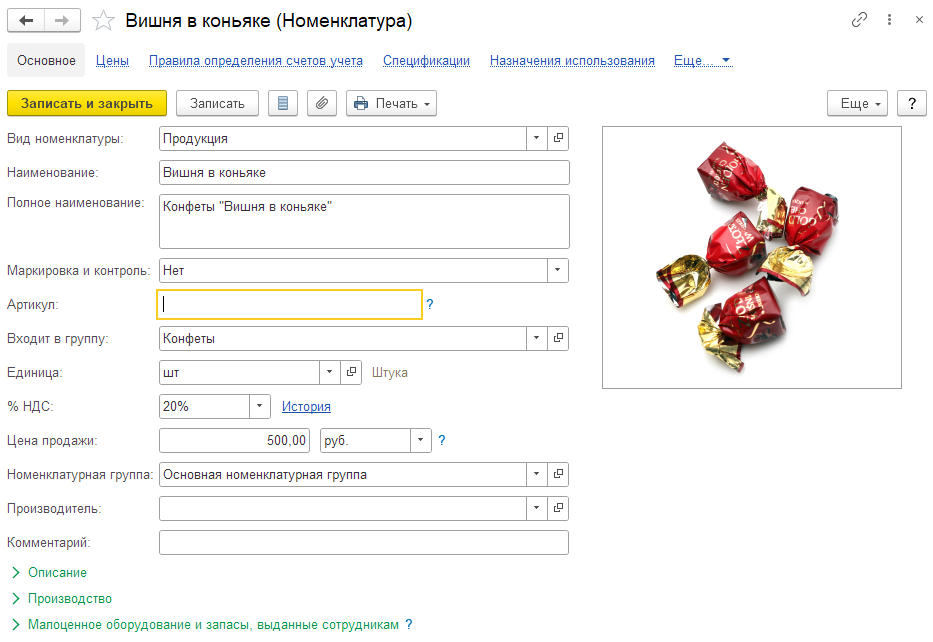 Вишня в коньяке (Номенклатура)
Основное Цены Правила определения счетов учета Спецификации Назначения использования Еще...
Записать и закрыть Записать Печать Еще ?
Вид номенклатуры: Продукция
Наименование: Вишня в коньяке
Полное наименование: Конфеты "Вишня в коньяке"
Маркировка и контроль: Нет
Артикул: ?
Входит в группу: Конфеты
Единица: шт Штука
% НДС: 20% История
Цена продажи: 500,00 руб. ?
Номенклатурная группа: Основная номенклатурная группа
Производитель:
Комментарий:
Описание
Производство
Малоценное оборудование и запасы, выданные сотрудникам ?